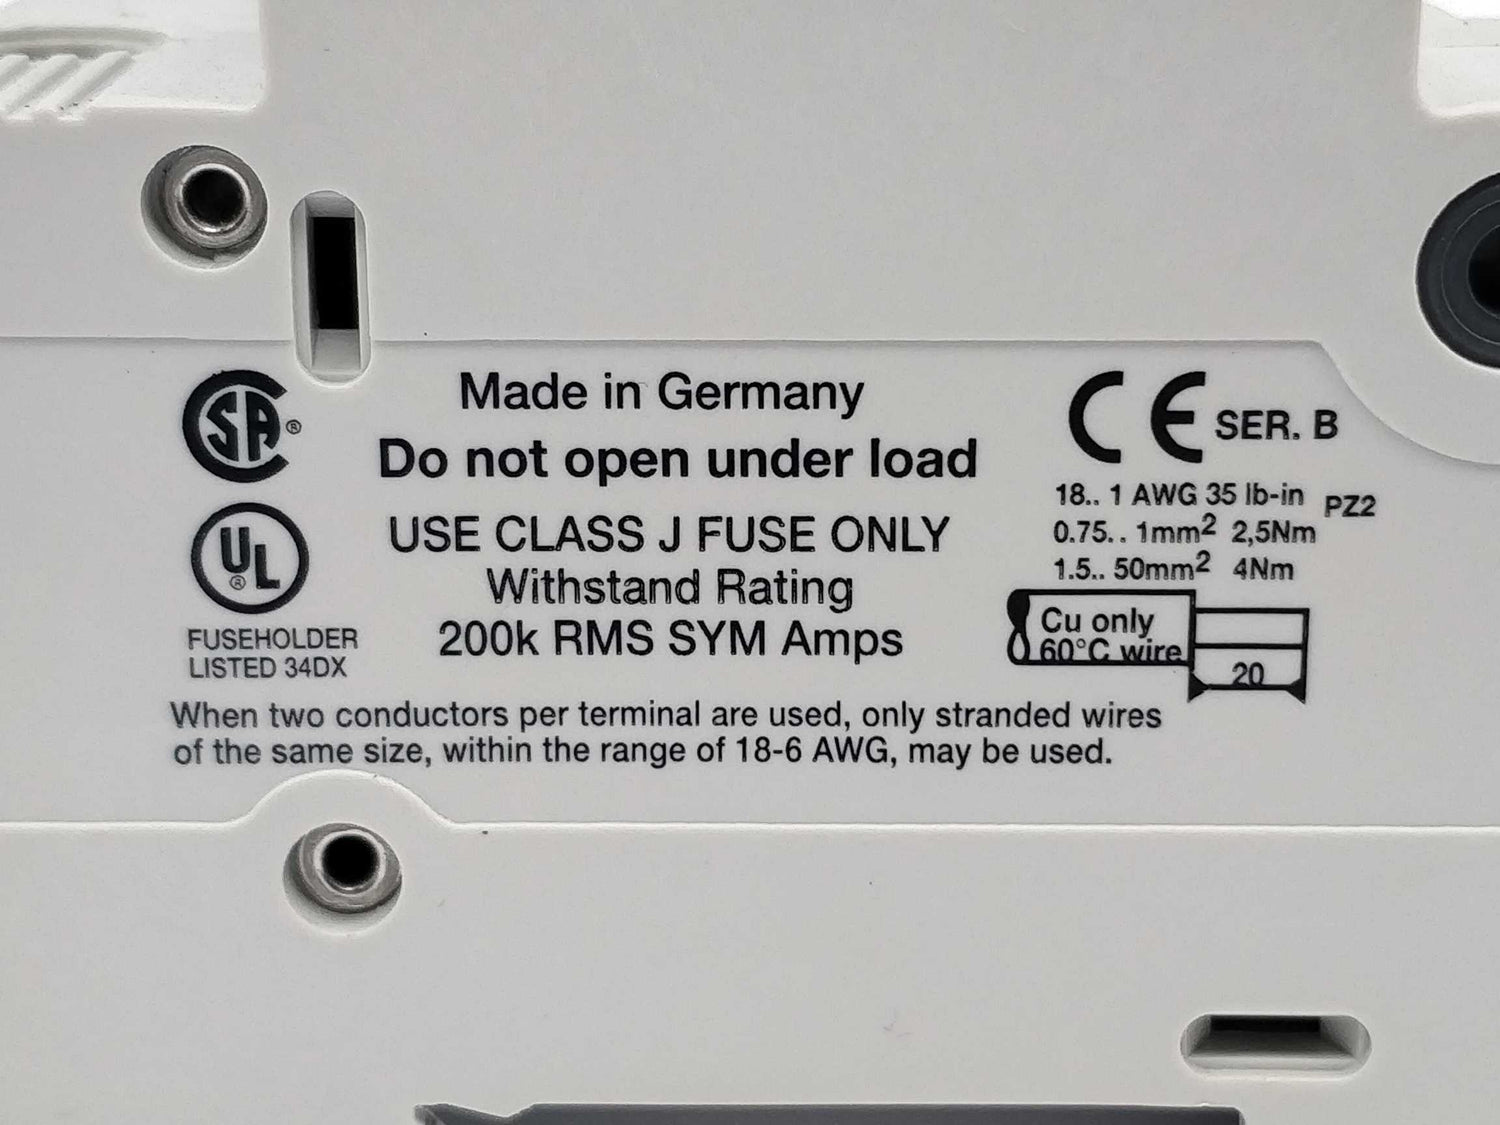 SA ®
Made in Germany
Do not open under load
USE CLASS J FUSE ONLY
Withstand Rating
200k RMS SYM Amps
CE SER. B
18.. 1 AWG 35 lb-in PZ2
0.75.. 1mm² 2,5Nm
1.5.. 50mm² 4Nm
Cu only
60°C wire
20
UL ®
FUSEHOLDER
LISTED 34DX
When two conductors per terminal are used, only stranded wires
of the same size, within the range of 18-6 AWG, may be used.